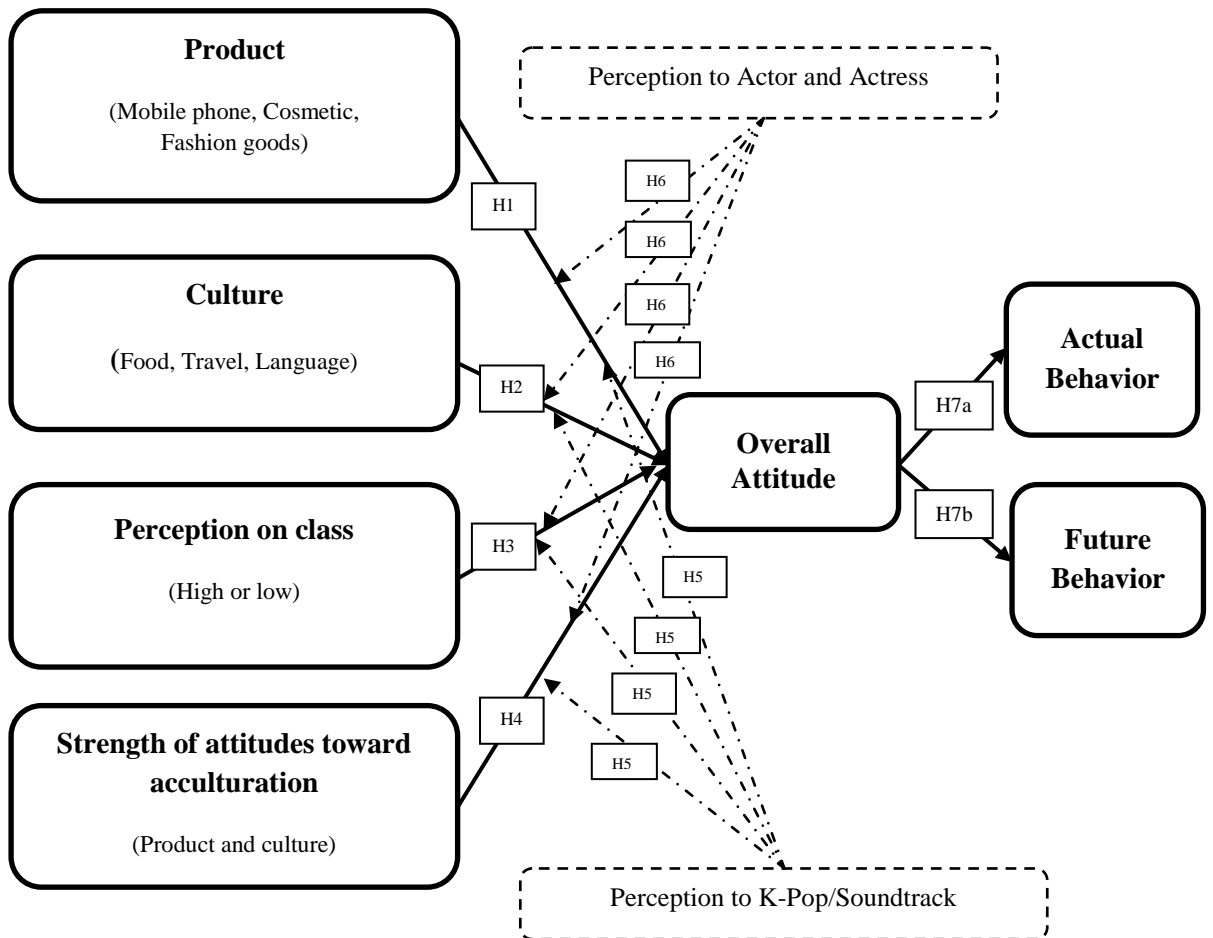 Product
(Mobile phone, Cosmetic,
Fashion goods)
Perception to Actor and Actress
H6
H1
H6
Culture
(Food, Travel, Language)
H6
H6
H2
Actual
Behavior
H7a
Overall
Attitude
H7b
Perception on class
(High or low)
H3
Future
Behavior
H5
H5
H5
H4
H5
Strength of attitudes toward
acculturation
(Product and culture)
Perception to K-Pop/Soundtrack